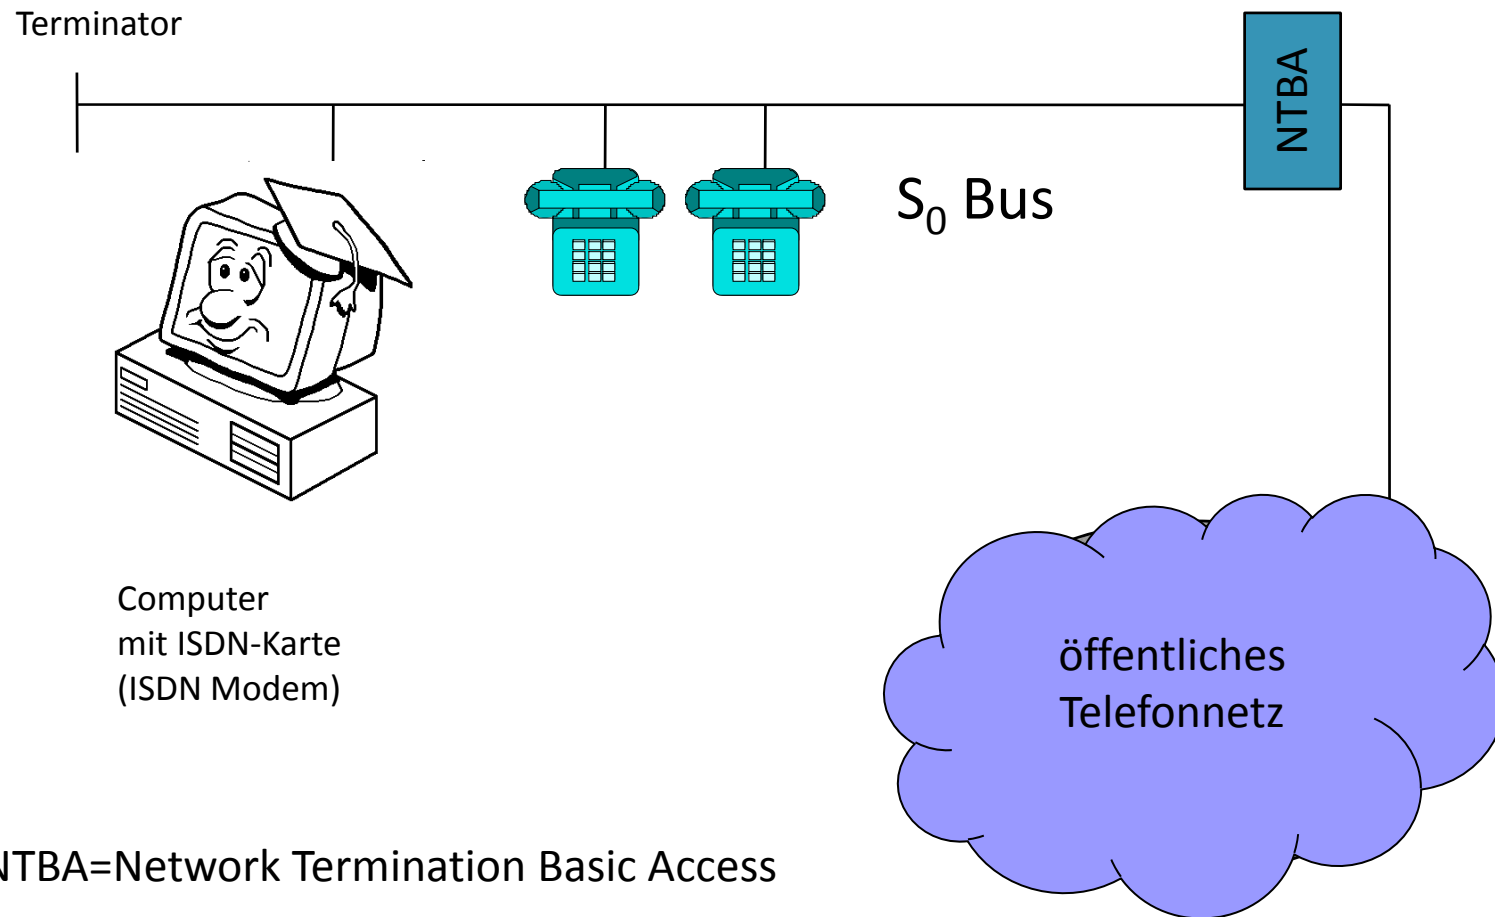 Terminator
NTBA
S₀ Bus
Computer
mit ISDN-Karte
(ISDN Modem)
öffentliches
Telefonnetz
NTBA=Network Termination Basic Access